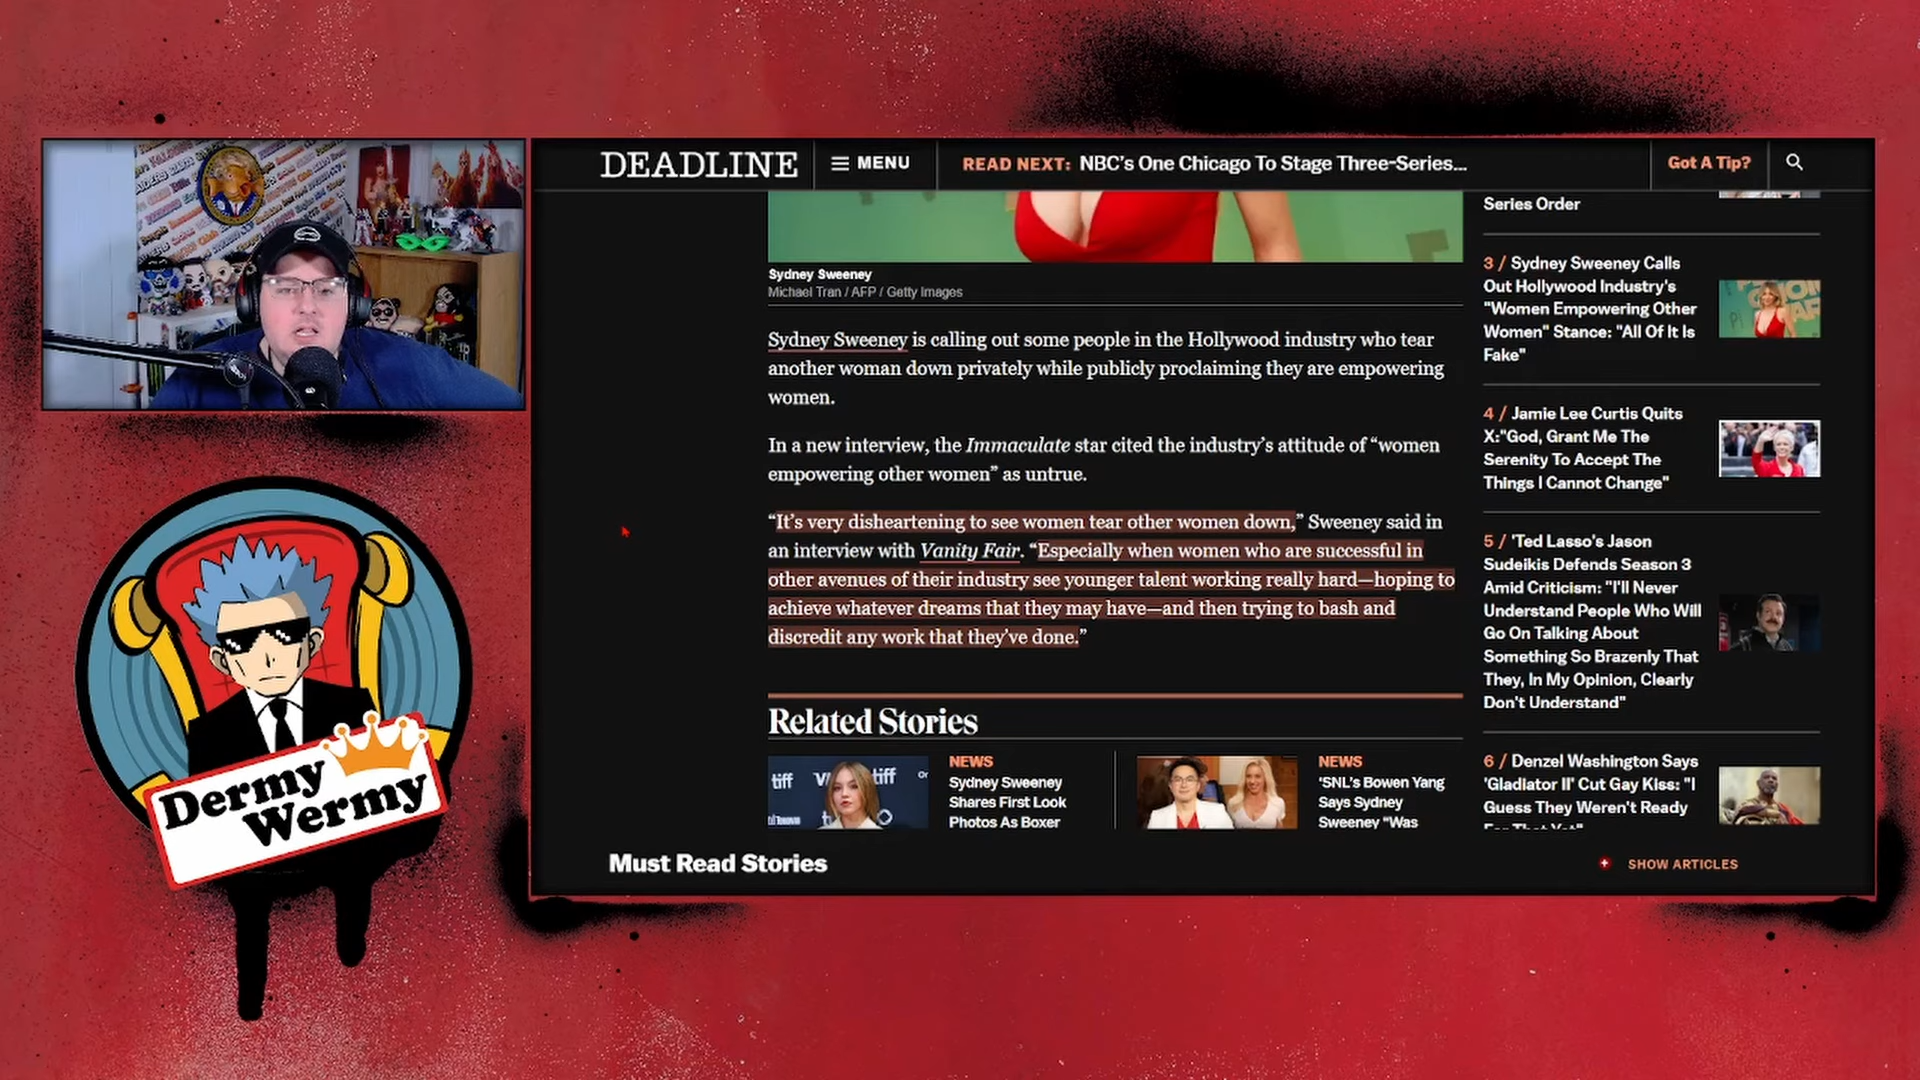 DEADLINE
MENU
READ NEXT: NBC's One Chicago To Stage Three-Series...
Got A Tip?
Sydney Sweeney
Michael Tran / AFP / Getty Images
Sydney Sweeney is calling out some people in the Hollywood industry who tear
another woman down privately while publicly proclaiming they are empowering
women.
In a new interview, the Immaculate star cited the industry's attitude of “women
empowering other women” as untrue.
“It's very disheartening to see women tear other women down,” Sweeney said in
an interview with Vanity Fair. “Especially when women who are successful in
other avenues of their industry see younger talent working really hard—hoping to
achieve whatever dreams that they may have—and then trying to bash and
discredit any work that they've done.”
Related Stories
tiff
tiff
NEWS
Sydney Sweeney
Shares First Look
Photos As Boxer
NEWS
'SNL's Bowen Yang
Says Sydney
Sweeney "Was
Series Order
3 / Sydney Sweeney Calls
Out Hollywood Industry's
"Women Empowering Other
Women" Stance: "All Of It Is
Fake"
4 / Jamie Lee Curtis Quits
X:"God, Grant Me The
Serenity To Accept The
Things I Cannot Change"
5 / 'Ted Lasso's Jason
Sudeikis Defends Season 3
Amid Criticism: "I'll Never
Understand People Who Will
Go On Talking About
Something So Brazenly That
They, In My Opinion, Clearly
Don't Understand"
6 / Denzel Washington Says
'Gladiator II' Cut Gay Kiss: "I
Guess They Weren't Ready
For That Yet"
Must Read Stories
SHOW ARTICLES
Dermy
Wermy